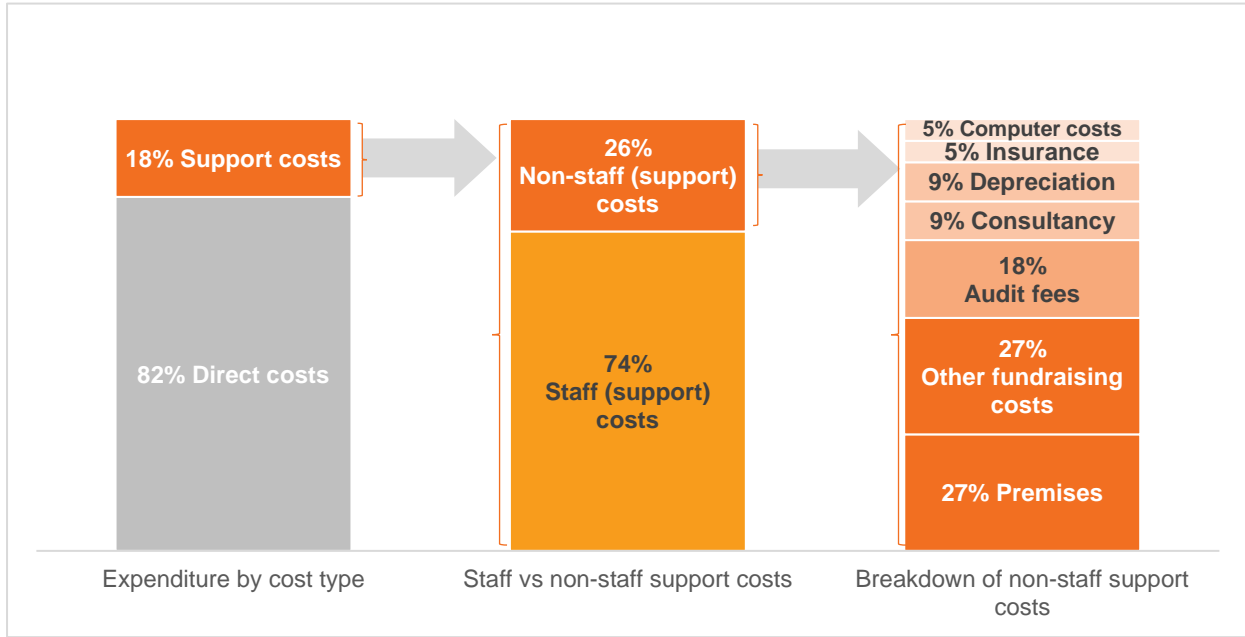 18% Support costs
82% Direct costs
Expenditure by cost type
26%
Non-staff (support)
costs
74%
Staff (support)
costs
Staff vs non-staff support costs
5% Computer costs
5% Insurance
9% Depreciation
9% Consultancy
18%
Audit fees
27%
Other fundraising
costs
27% Premises
Breakdown of non-staff support
costs